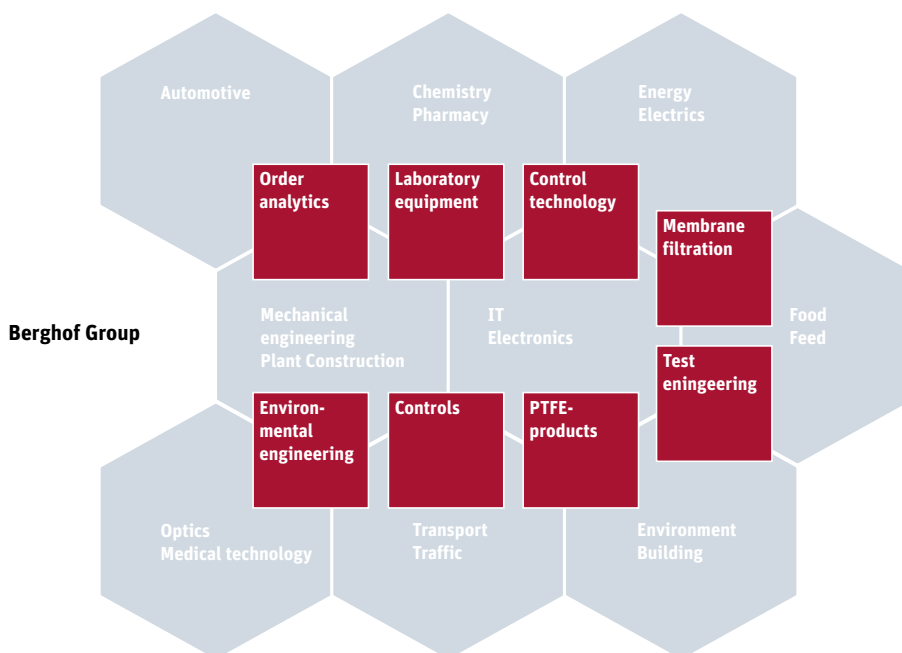 Automotive
Chemistry
Pharmacy
Energy
Electrics
Order
analytics
Laboratory
equipment
Control
technology
Membrane
filtration
Berghof Group
Mechanical
engineering
Plant Construction
IT
Electronics
Food
Feed
Test
eningeering
Environ-
mental
engineering
Controls
PTFE-
products
Optics
Medical technology
Transport
Traffic
Environment
Building